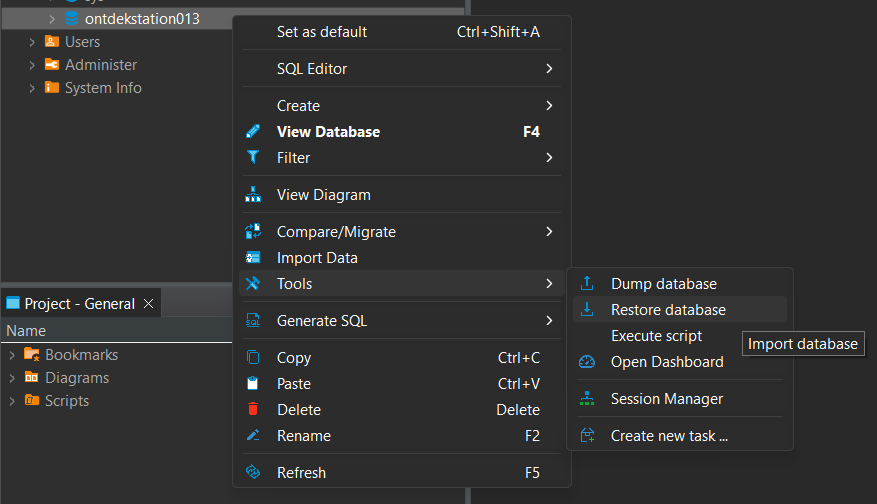 ontdekstation013
Users
Administer
System Info
Set as default Ctrl+Shift+A
SQL Editor
Create
View Database F4
Filter
View Diagram
Compare/Migrate
Import Data
Tools
Generate SQL
Copy Ctrl+C
Paste Ctrl+V
Delete Delete
Rename F2
Refresh F5
Dump database
Restore database
Execute script
Open Dashboard
Session Manager
Create new task ...
Import database
Project - General
Name
Bookmarks
Diagrams
Scripts